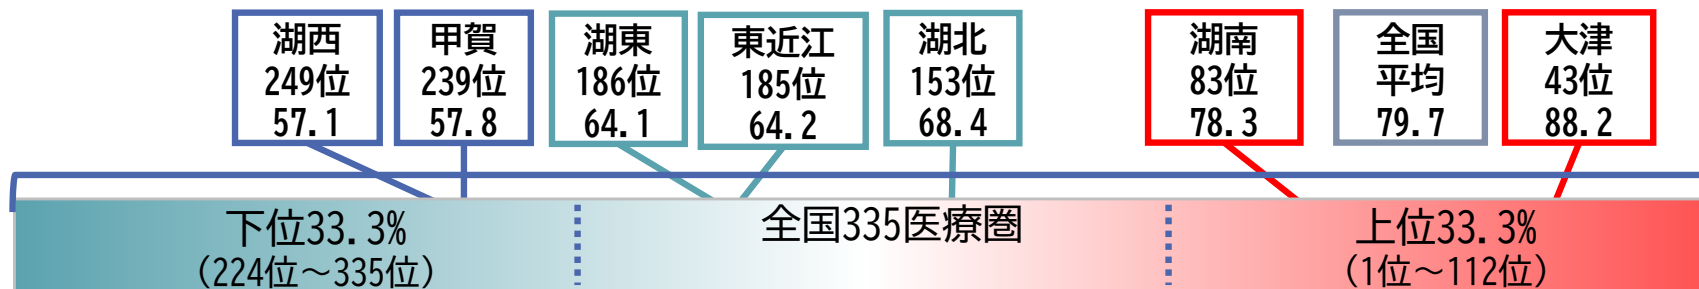 湖西
249位
57.1
甲賀
239位
57.8
湖東
186位
64.1
東近江
185位
64.2
湖北
153位
68.4
湖南
83位
78.3
全国
平均
79.7
大津
43位
88.2
下位33.3%
(224位～335位)
全国335医療圏
上位33.3%
(1位～112位)